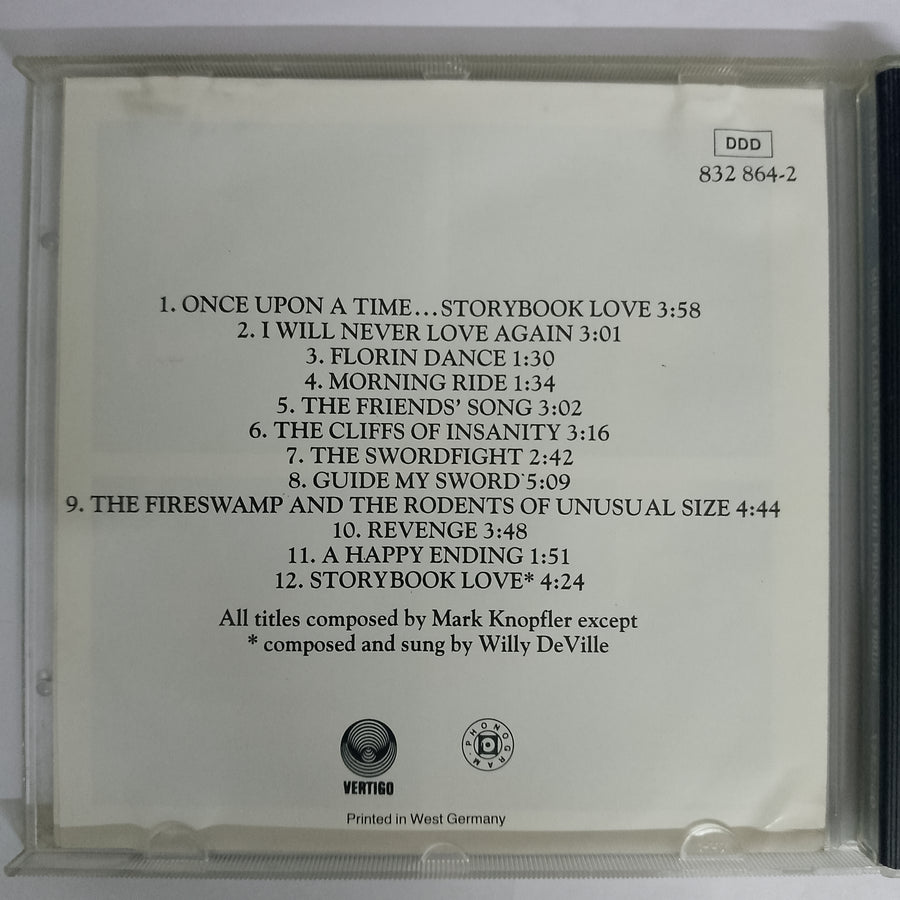 DDD
832 864-2
1. ONCE UPON A TIME...STORYBOOK LOVE 3:58
2. I WILL NEVER LOVE AGAIN 3:01
3. FLORIN DANCE 1:30
4. MORNING RIDE 1:34
5. THE FRIENDS' SONG 3:02
6. THE CLIFFS OF INSANITY 3:16
7. THE SWORDFIGHT 2:42
8. GUIDE MY SWORD 5:09
9. THE FIRESWAMP AND THE RODENTS OF UNUSUAL SIZE 4:44
10. REVENGE 3:48
11. A HAPPY ENDING 1:51
12. STORYBOOK LOVE* 4:24
All titles composed by Mark Knopfler except
* composed and sung by Willy DeVille
VERTIGO
PHONOGRAM
Printed in West Germany